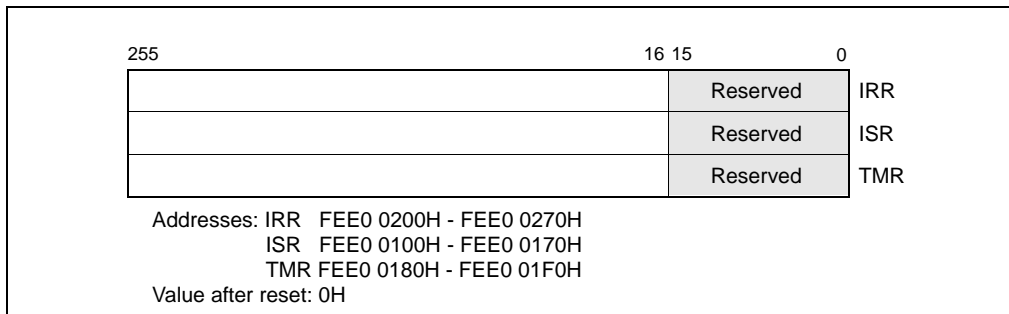 255 16 15 0
Reserved IRR
Reserved ISR
Reserved TMR
Addresses: IRR FEE0 0200H - FEE0 0270H
ISR FEE0 0100H - FEE0 0170H
TMR FEE0 0180H - FEE0 01F0H
Value after reset: 0H